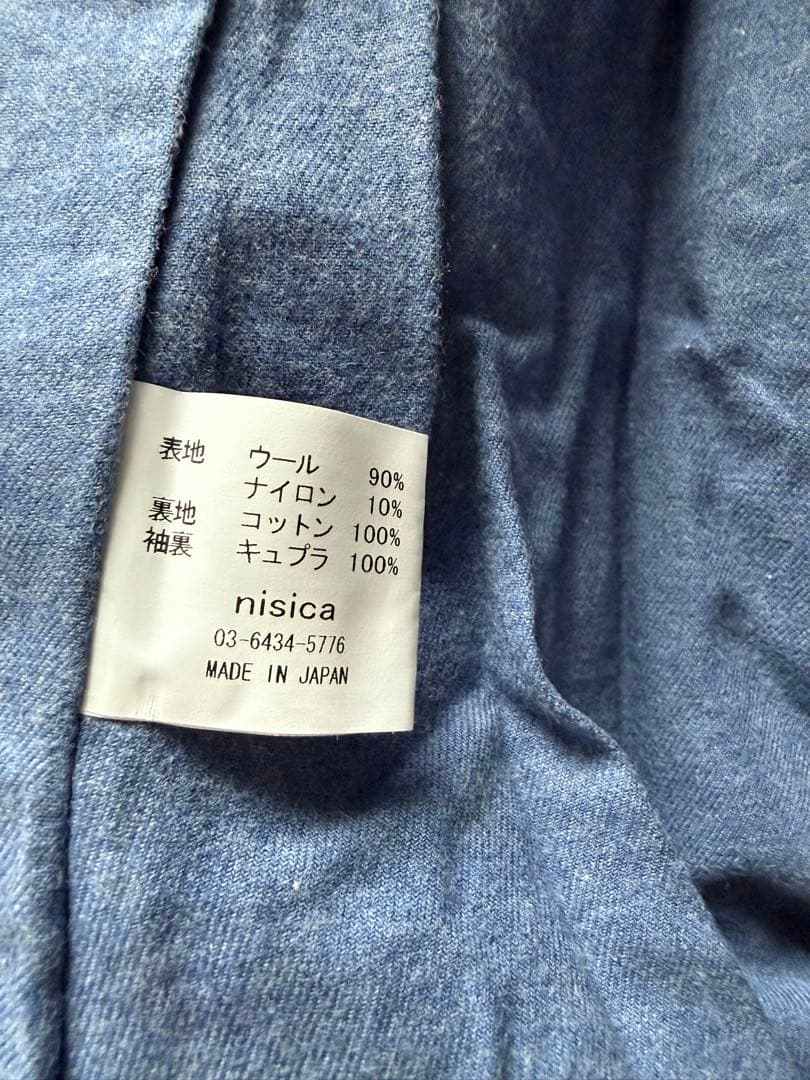 表地 ウール 90%
ナイロン 10%
裏地 コットン 100%
袖裏 キュプラ 100%
nisica
03-6434-5776
MADE IN JAPAN